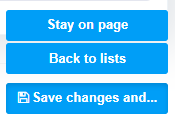 Stay on page
Back to lists
Save changes and...